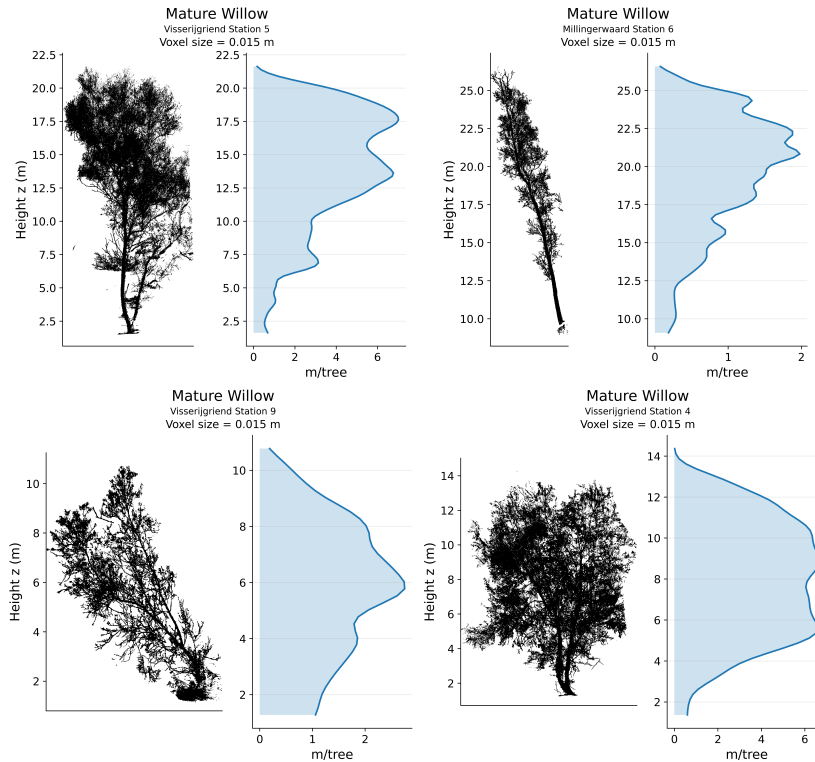 Mature Willow
Visserijgriend Station 5
Voxel size = 0.015 m
Height z (m)
22.5
20.0
17.5
15.0
12.5
10.0
7.5
5.0
2.5
22.5
20.0
17.5
15.0
12.5
10.0
7.5
5.0
2.5
0 2 4 6
m/tree
Mature Willow
Millingerwaard Station 6
Voxel size = 0.015 m
Height z (m)
25.0
22.5
20.0
17.5
15.0
12.5
10.0
25.0
22.5
20.0
17.5
15.0
12.5
10.0
0 1 2
m/tree
Mature Willow
Visserijgriend Station 9
Voxel size = 0.015 m
Height z (m)
10
8
6
4
2
10
8
6
4
2
0 1 2
m/tree
Mature Willow
Visserijgriend Station 4
Voxel size = 0.015 m
Height z (m)
14
12
10
8
6
4
2
14
12
10
8
6
4
2
0 2 4 6
m/tree